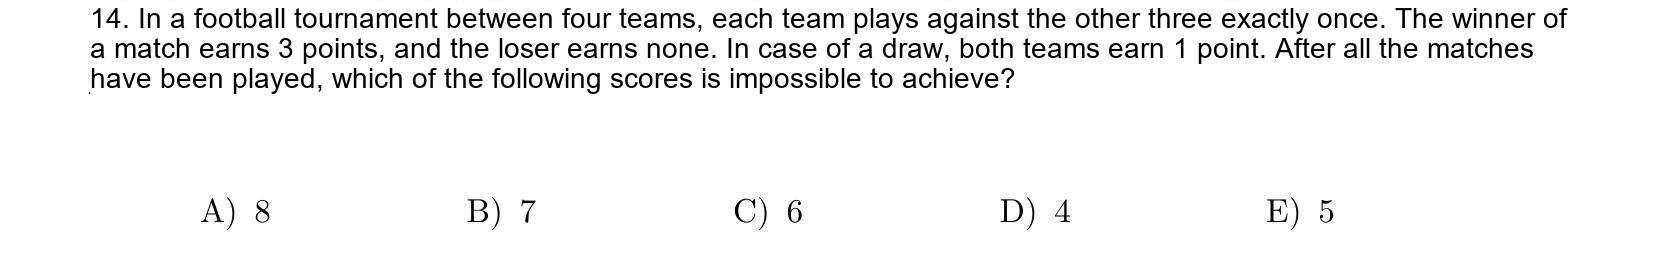 14. In a football tournament between four teams, each team plays against the other three exactly once. The winner of
a match earns 3 points, and the loser earns none. In case of a draw, both teams earn 1 point. After all the matches
have been played, which of the following scores is impossible to achieve?
A) 8 B) 7 C) 6 D) 4 E) 5